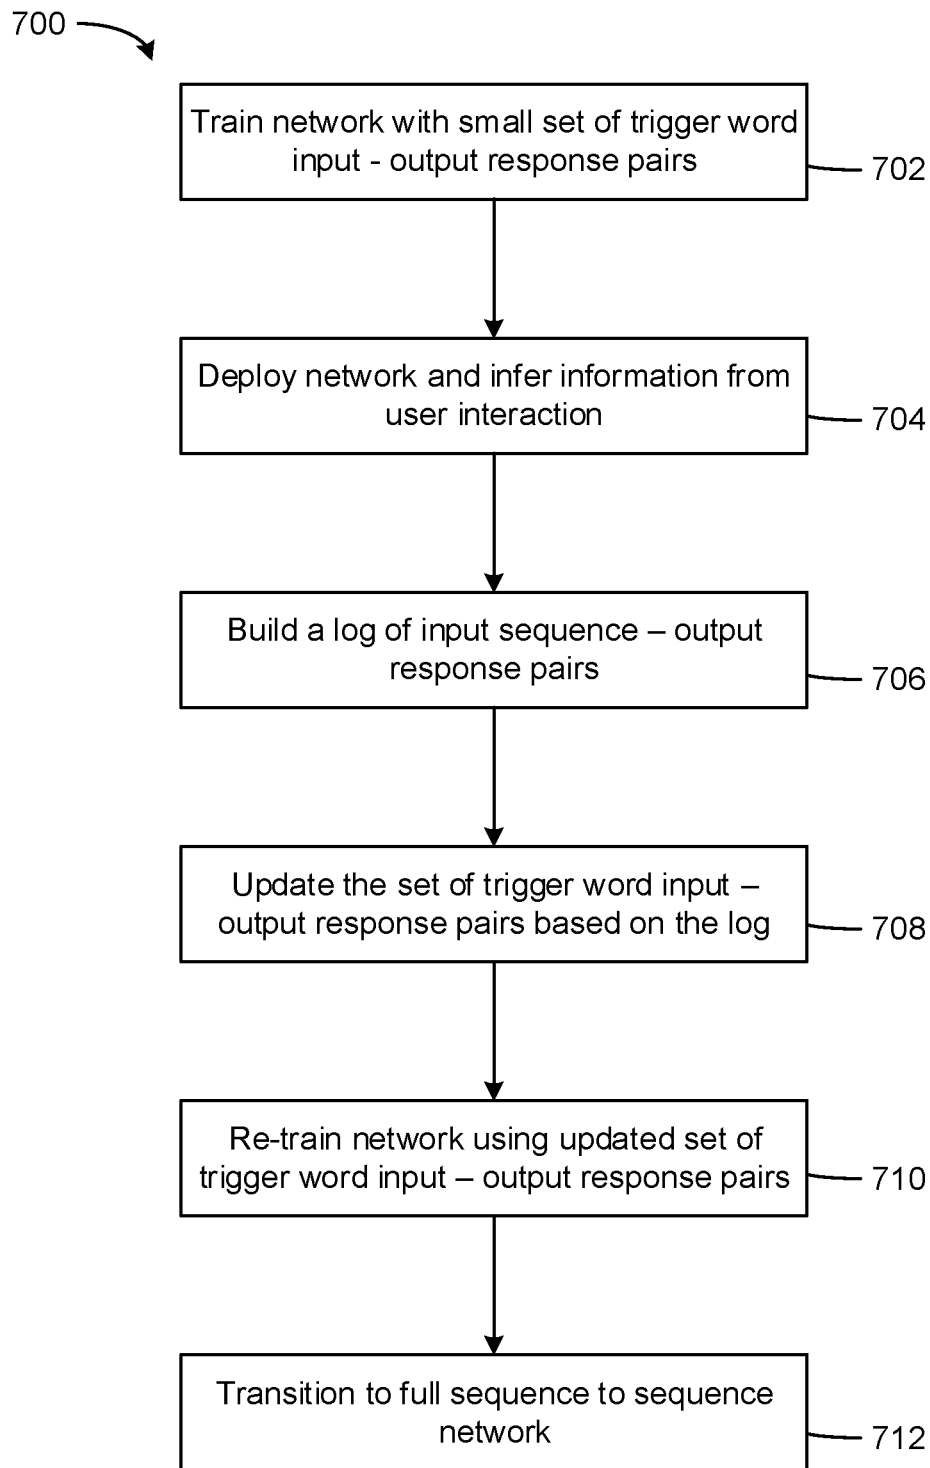 700
Train network with small set of trigger word
input - output response pairs
702
Deploy network and infer information from
user interaction
704
Build a log of input sequence – output
response pairs
706
Update the set of trigger word input –
output response pairs based on the log
708
Re-train network using updated set of
trigger word input – output response pairs
710
Transition to full sequence to sequence
network
712